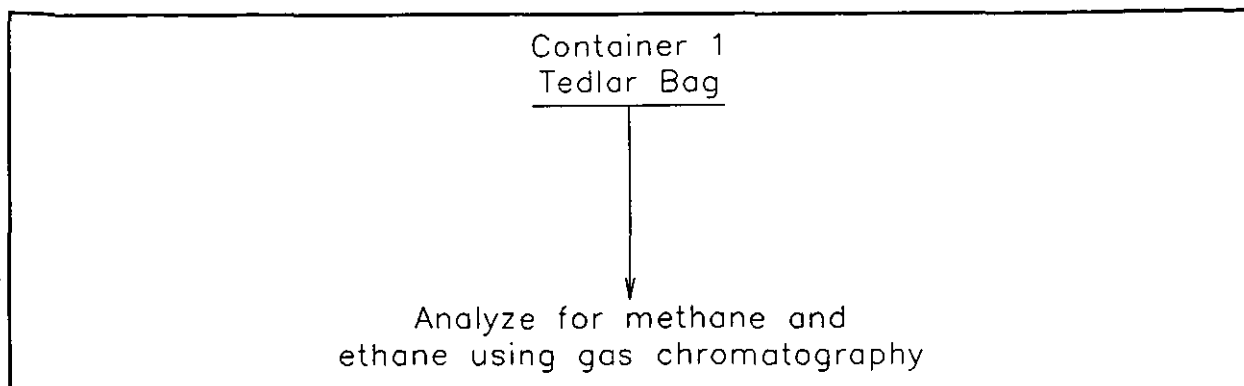 Container 1
Tedlar Bag
Analyze for methane and
ethane using gas chromatography